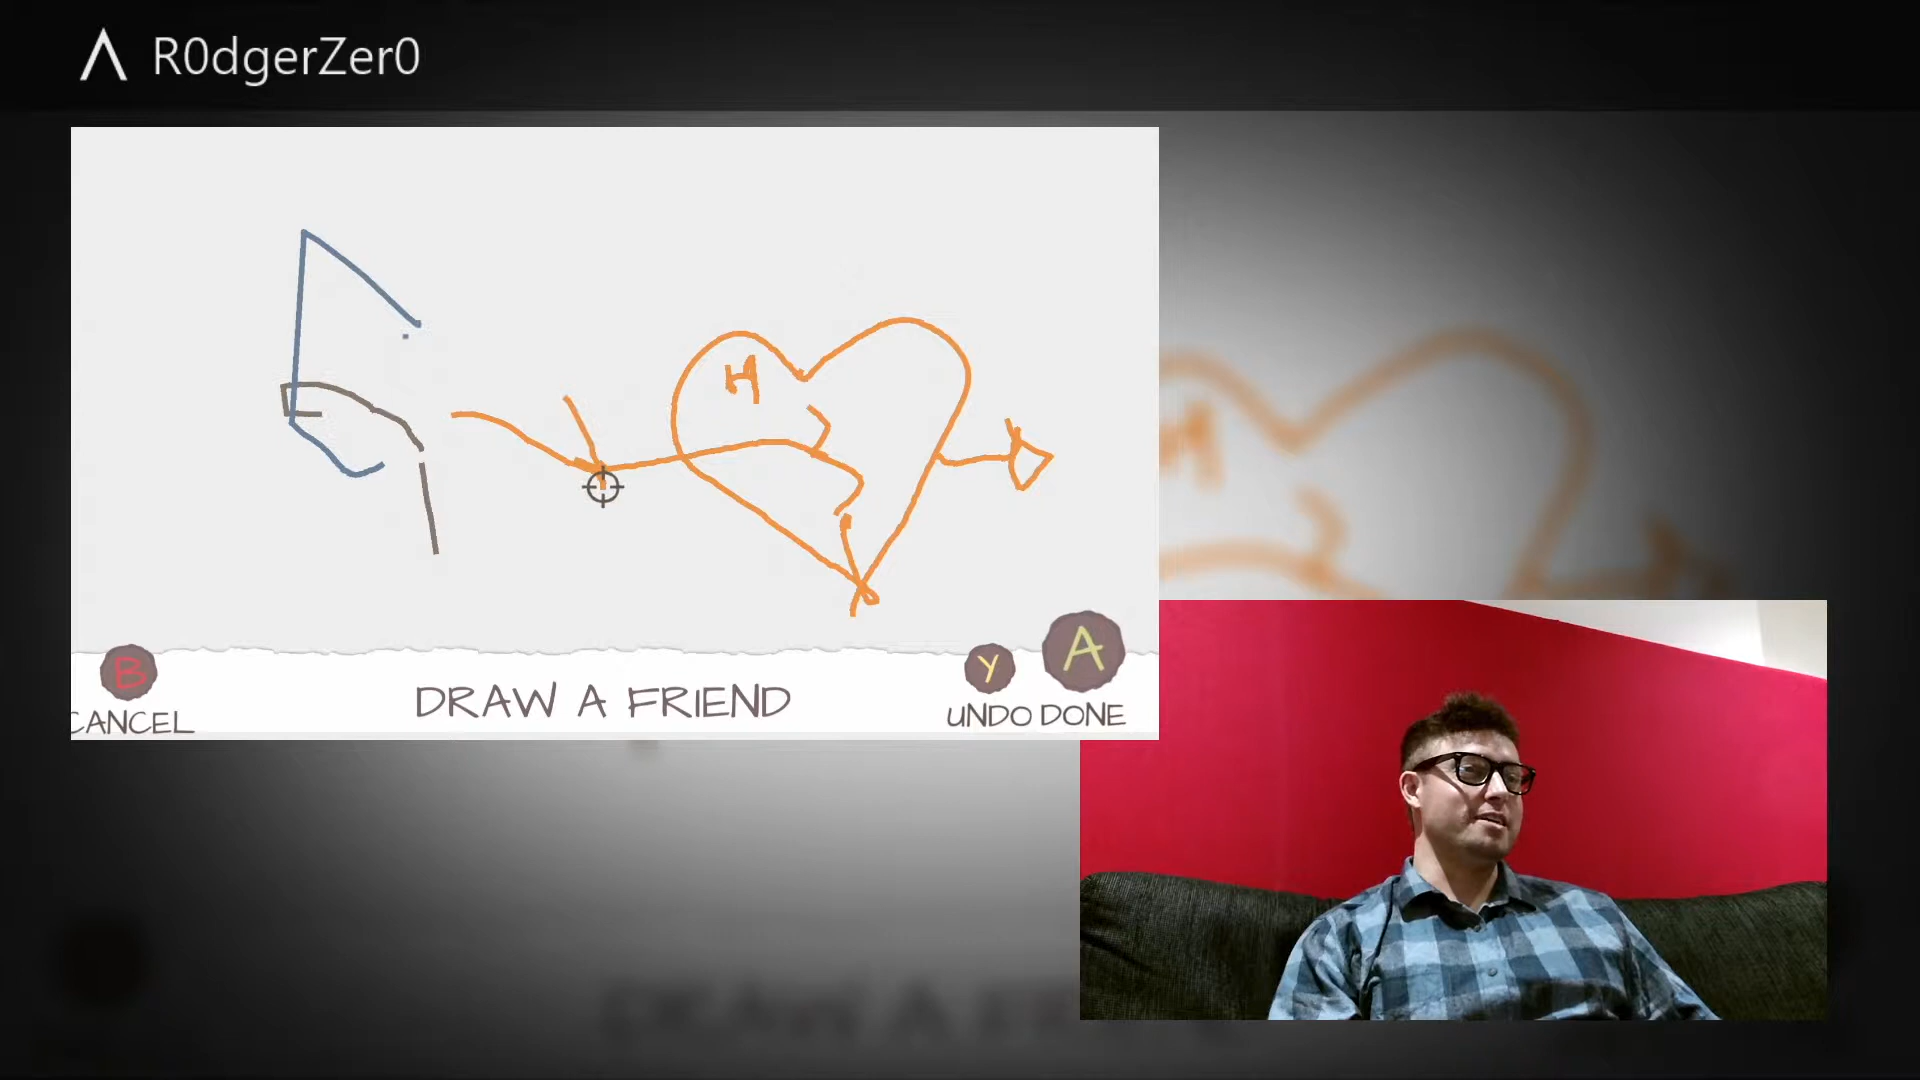 R0dgerZer0
H
B
CANCEL
DRAW A FRIEND
Y
UNDO
A
DONE